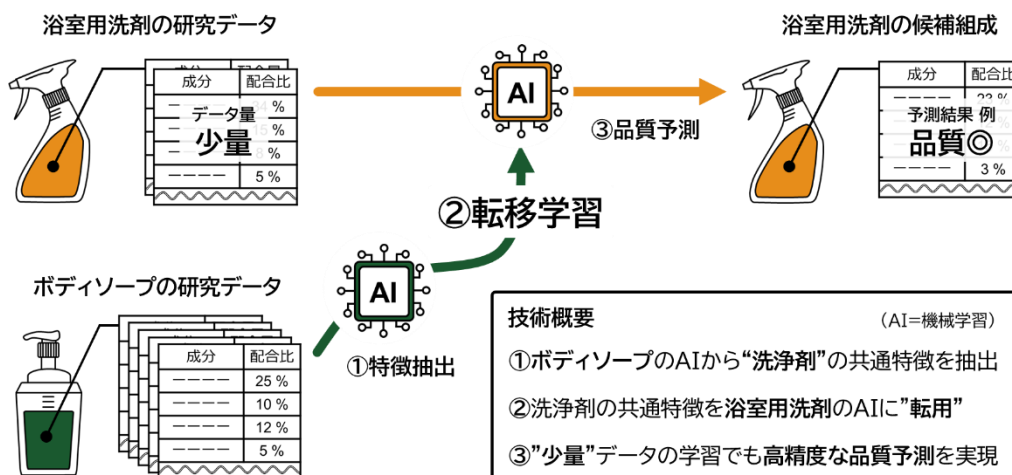 浴室用洗剤の研究データ
浴室用洗剤の候補組成
成分 配合比
データ量
少量
5 %
AI
③品質予測
成分 配合比
予測結果 例
品質◎
3 %
②転移学習
ボディソープの研究データ
AI
①特徴抽出
成分 配合比
25 %
10 %
12 %
5 %
技術概要 (AI=機械学習)
①ボディソープのAIから“洗浄剤”の共通特徴を抽出
②洗浄剤の共通特徴を浴室用洗剤のAIに”転用”
③”少量”データの学習でも高精度な品質予測を実現